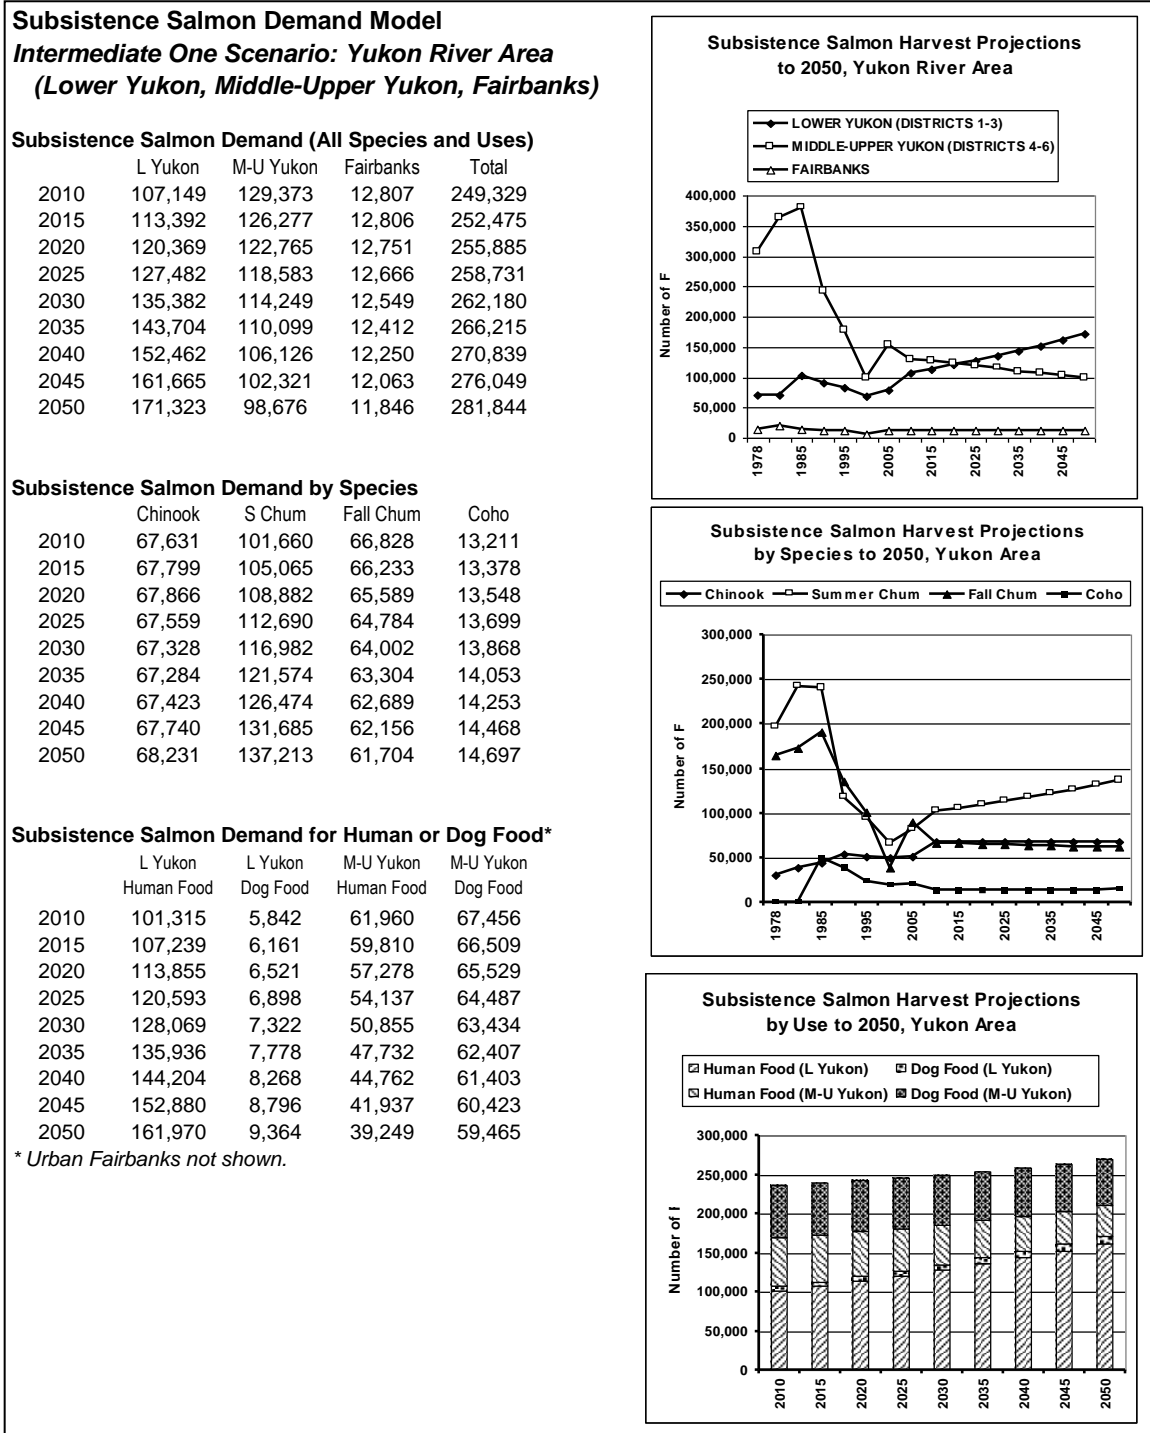 Subsistence Salmon Demand Model
Intermediate One Scenario: Yukon River Area
(Lower Yukon, Middle-Upper Yukon, Fairbanks)
Subsistence Salmon Demand (All Species and Uses)
L Yukon M-U Yukon Fairbanks Total
2010 107,149 129,373 12,807 249,329
2015 113,392 126,277 12,806 252,475
2020 120,369 122,765 12,751 255,885
2025 127,482 118,583 12,666 258,731
2030 135,382 114,249 12,549 262,180
2035 143,704 110,099 12,412 266,215
2040 152,462 106,126 12,250 270,839
2045 161,665 102,321 12,063 276,049
2050 171,323 98,676 11,846 281,844
Subsistence Salmon Demand by Species
Chinook S Chum Fall Chum Coho
2010 67,631 101,660 66,828 13,211
2015 67,799 105,065 66,233 13,378
2020 67,866 108,882 65,589 13,548
2025 67,559 112,690 64,784 13,699
2030 67,328 116,982 64,002 13,868
2035 67,284 121,574 63,304 14,053
2040 67,423 126,474 62,689 14,253
2045 67,740 131,685 62,156 14,468
2050 68,231 137,213 61,704 14,697
Subsistence Salmon Demand for Human or Dog Food*
L Yukon L Yukon M-U Yukon M-U Yukon
Human Food Dog Food Human Food Dog Food
2010 101,315 5,842 61,960 67,456
2015 107,239 6,161 59,810 66,509
2020 113,855 6,521 57,278 65,529
2025 120,593 6,898 54,137 64,487
2030 128,069 7,322 50,855 63,434
2035 135,936 7,778 47,732 62,407
2040 144,204 8,268 44,762 61,403
2045 152,880 8,796 41,937 60,423
2050 161,970 9,364 39,249 59,465
* Urban Fairbanks not shown.
Subsistence Salmon Harvest Projections
to 2050, Yukon River Area
LOWER YUKON (DISTRICTS 1-3)
MIDDLE-UPPER YUKON (DISTRICTS 4-6)
FAIRBANKS
400,000
350,000
300,000
250,000
200,000
150,000
100,000
50,000
0
Number of F
1978 1985 1995 2005 2015 2025 2035 2045
Subsistence Salmon Harvest Projections
by Species to 2050, Yukon Area
Chinook Summer Chum Fall Chum Coho
300,000
250,000
200,000
150,000
100,000
50,000
0
Number of F
1978 1985 1995 2005 2015 2025 2035 2045
Subsistence Salmon Harvest Projections
by Use to 2050, Yukon Area
Human Food (L Yukon) Dog Food (L Yukon)
Human Food (M-U Yukon) Dog Food (M-U Yukon)
300,000
250,000
200,000
150,000
100,000
50,000
0
Number of
2010 2015 2020 2025 2030 2035 2040 2045 2050